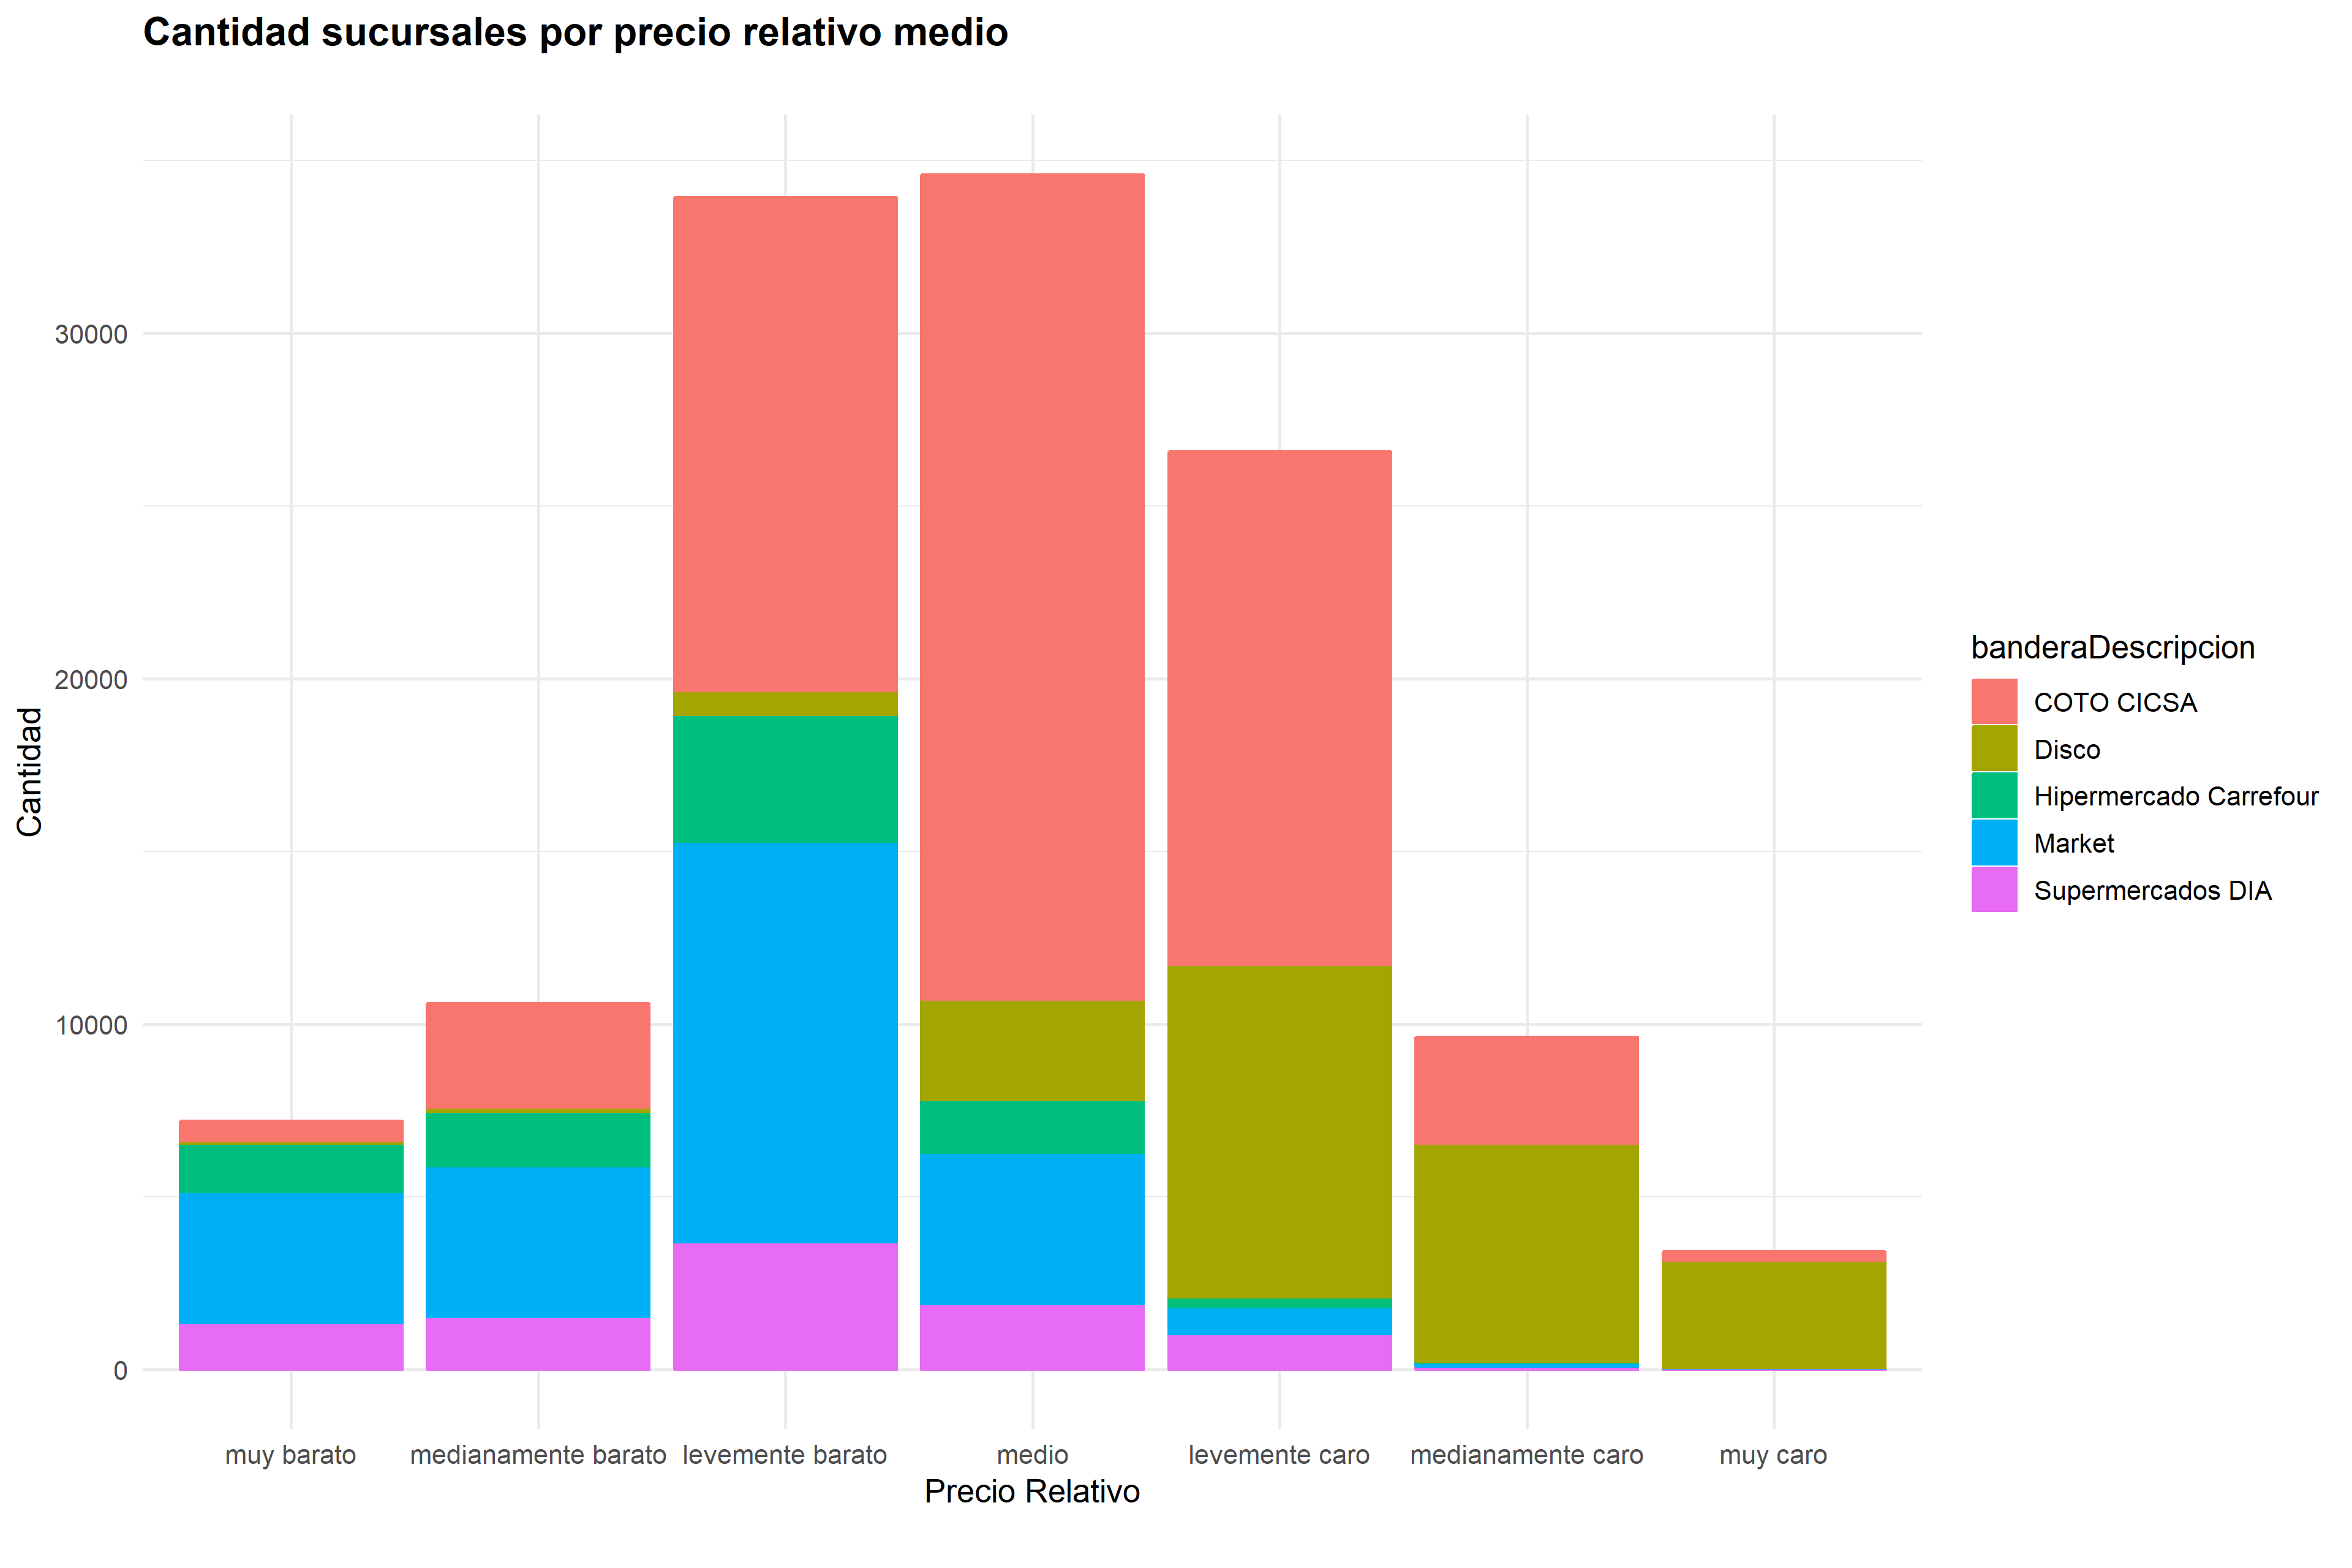 Cantidad sucursales por precio relativo medio
30000
20000
10000
0
Cantidad
muy barato
medianamente barato
levemente barato
medio
levemente caro
medianamente caro
muy caro
Precio Relativo
banderaDescripcion
COTO CICSA
Disco
Hipermercado Carrefour
Market
Supermercados DIA